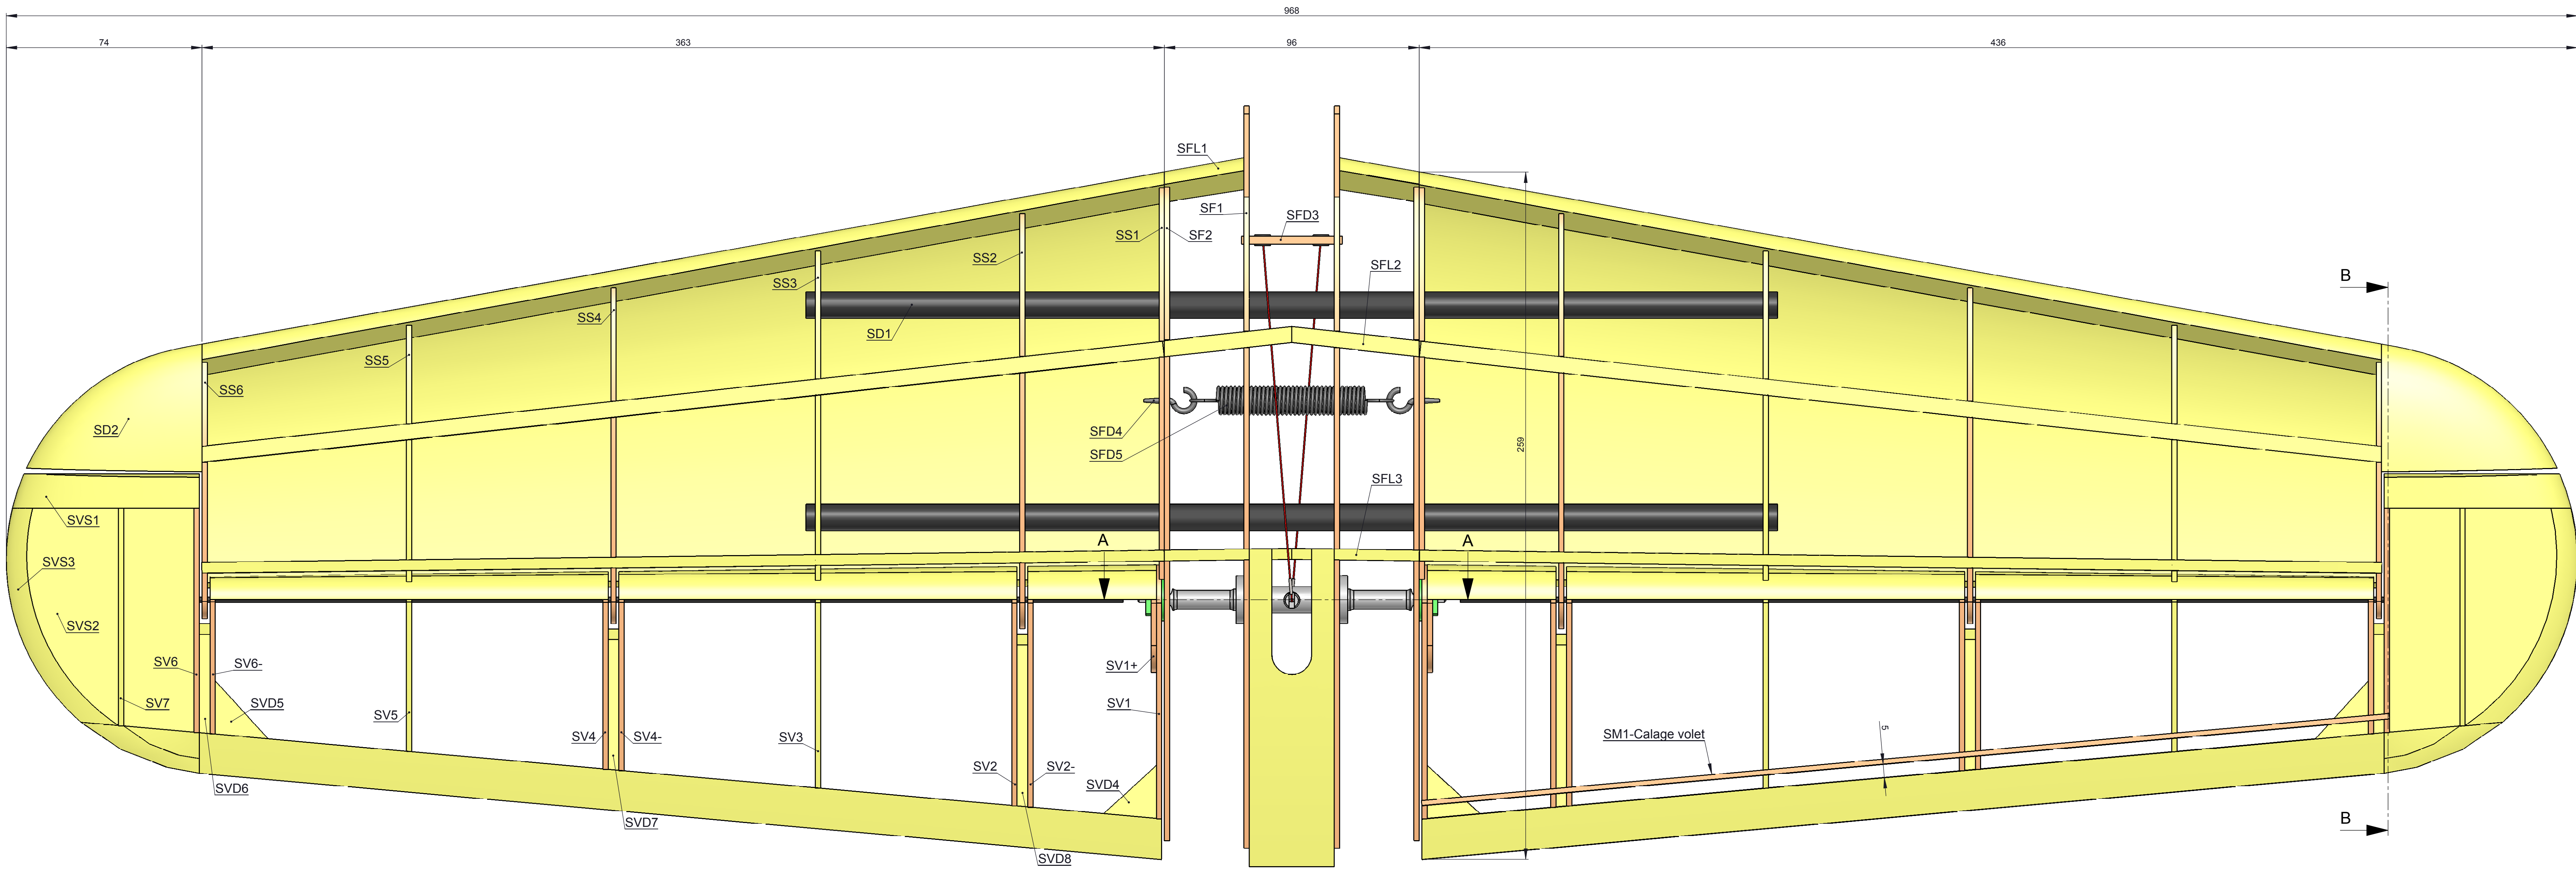 968
74 363 96 436
SFL1
SF1 SFD3
SS1 SF2
SS2 SFL2
SS3 B
SS4 SD1
SS5
SS6
SD2 SFD4 259
SFD5
SFL3
SVS1
A A
SVS3
SVS2
SV6 SV6- SV1+
SV7 SVD5 SV5 SV1
SV4 SV4- SV3 SM1-Calage volet 5
SV2 SV2-
SVD6 SVD4
SVD7 B
SVD8